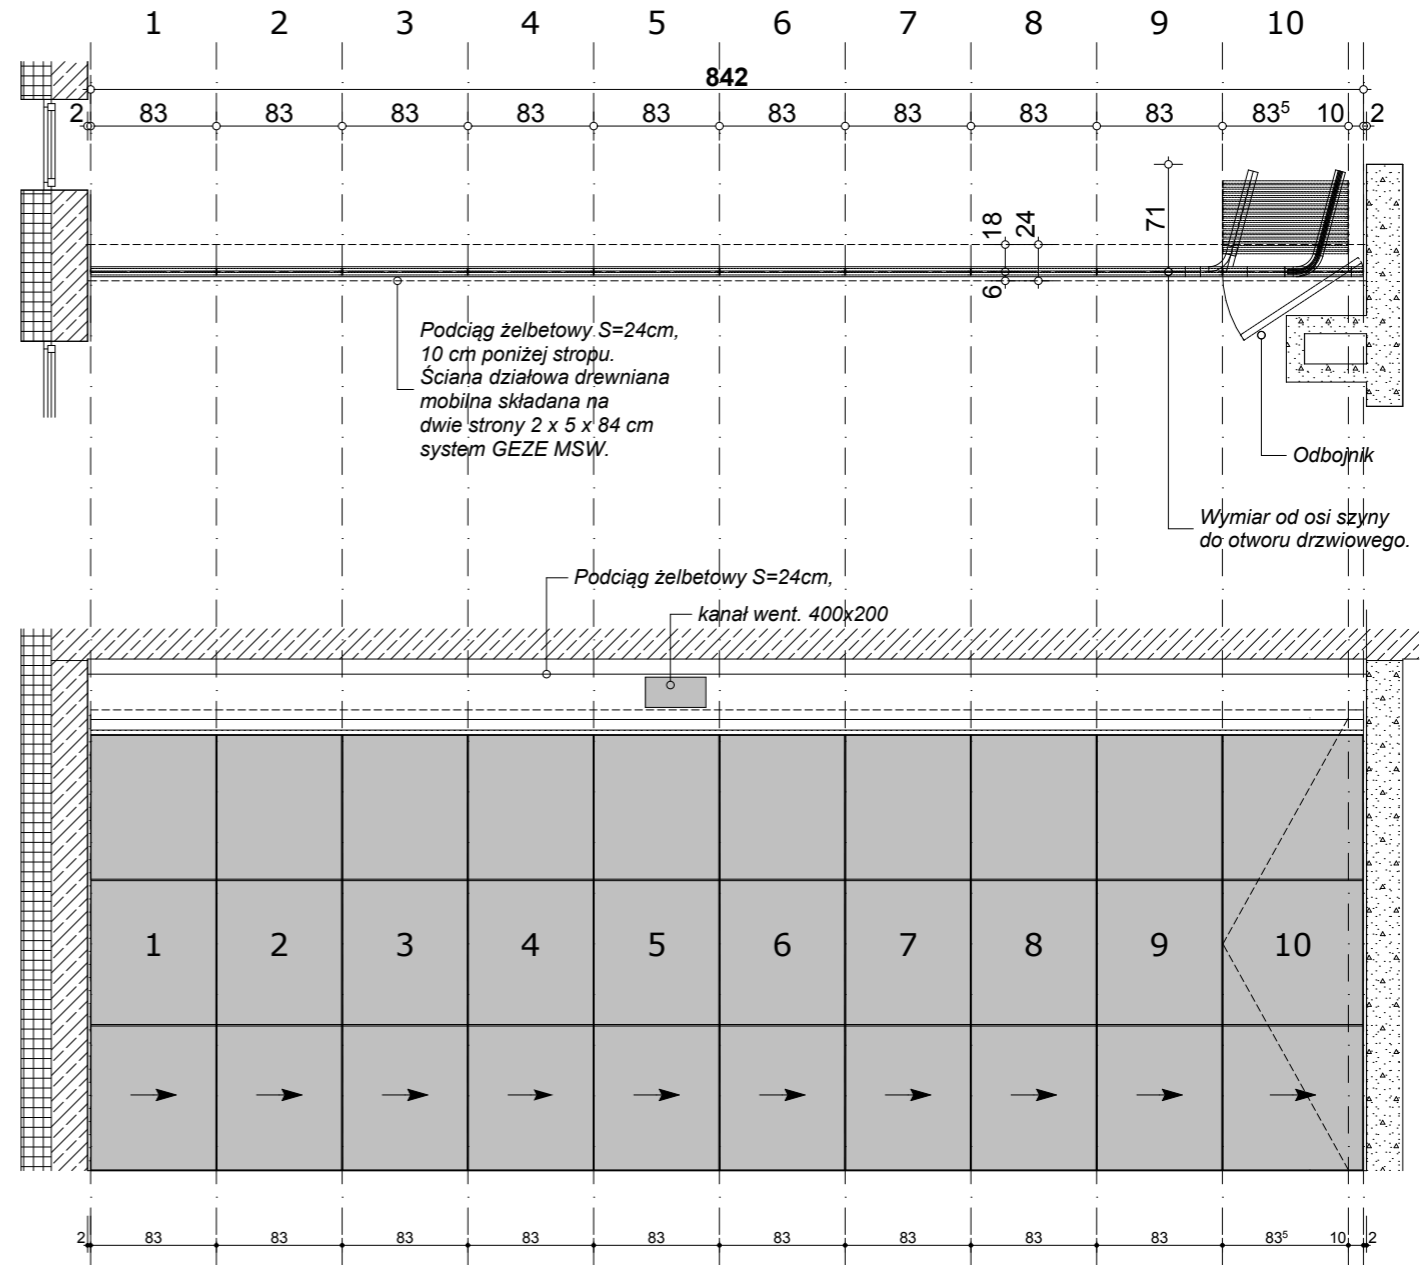 1 2 3 4 5 6 7 8 9 10
842
2 83 83 83 83 83 83 83 83 83 83⁵ 10 2
18 24 71
6
Podciąg żelbetowy S=24cm,
10 cm poniżej stropu.
Ściana działowa drewniana
mobilna składana na
dwie strony 2 x 5 x 84 cm
system GEZE MSW.
Odbojnik
Wymiar od osi szyny
do otworu drzwiowego.
Podciąg żelbetowy S=24cm,
kanał went. 400x200
1 2 3 4 5 6 7 8 9 10
2 83 83 83 83 83 83 83 83 83 83⁵ 10 2